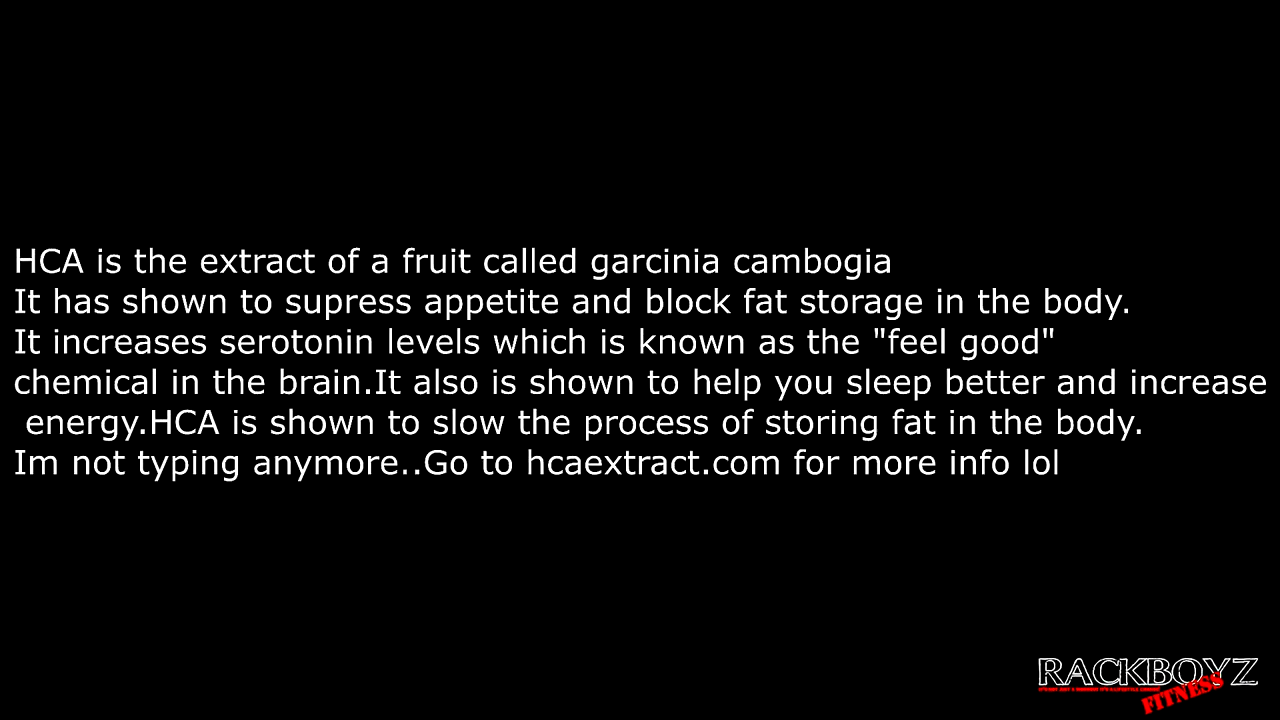 HCA is the extract of a fruit called garcinia cambogia
It has shown to supress appetite and block fat storage in the body.
It increases serotonin levels which is known as the "feel good"
chemical in the brain.It also is shown to help you sleep better and increase
energy.HCA is shown to slow the process of storing fat in the body.
Im not typing anymore..Go to hcaextract.com for more info lol
RACKBOYZ
FITNESS